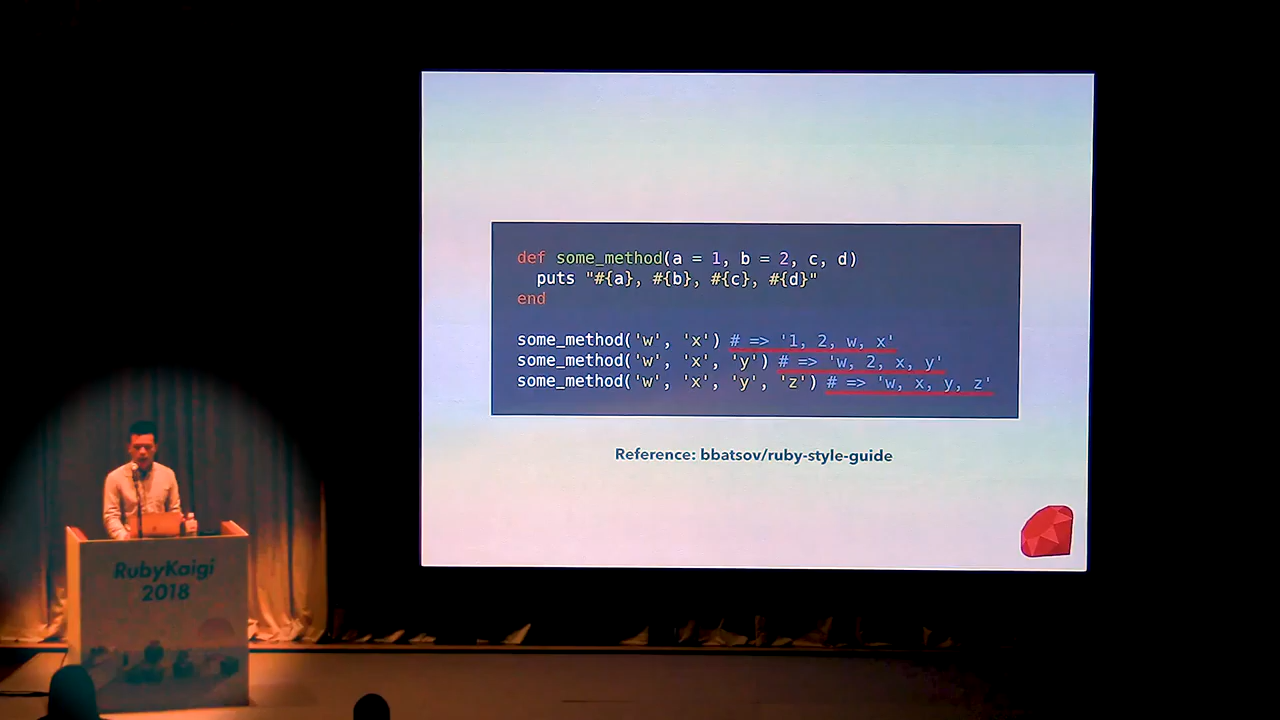 def some_method(a = 1, b = 2, c, d)
  puts "#{a}, #{b}, #{c}, #{d}"
end
some_method('w', 'x') # => '1, 2, w, x'
some_method('w', 'x', 'y') # => 'w, 2, x, y'
some_method('w', 'x', 'y', 'z') # => 'w, x, y, z'
Reference: bbatsov/ruby-style-guide
RubyKaigi
2018